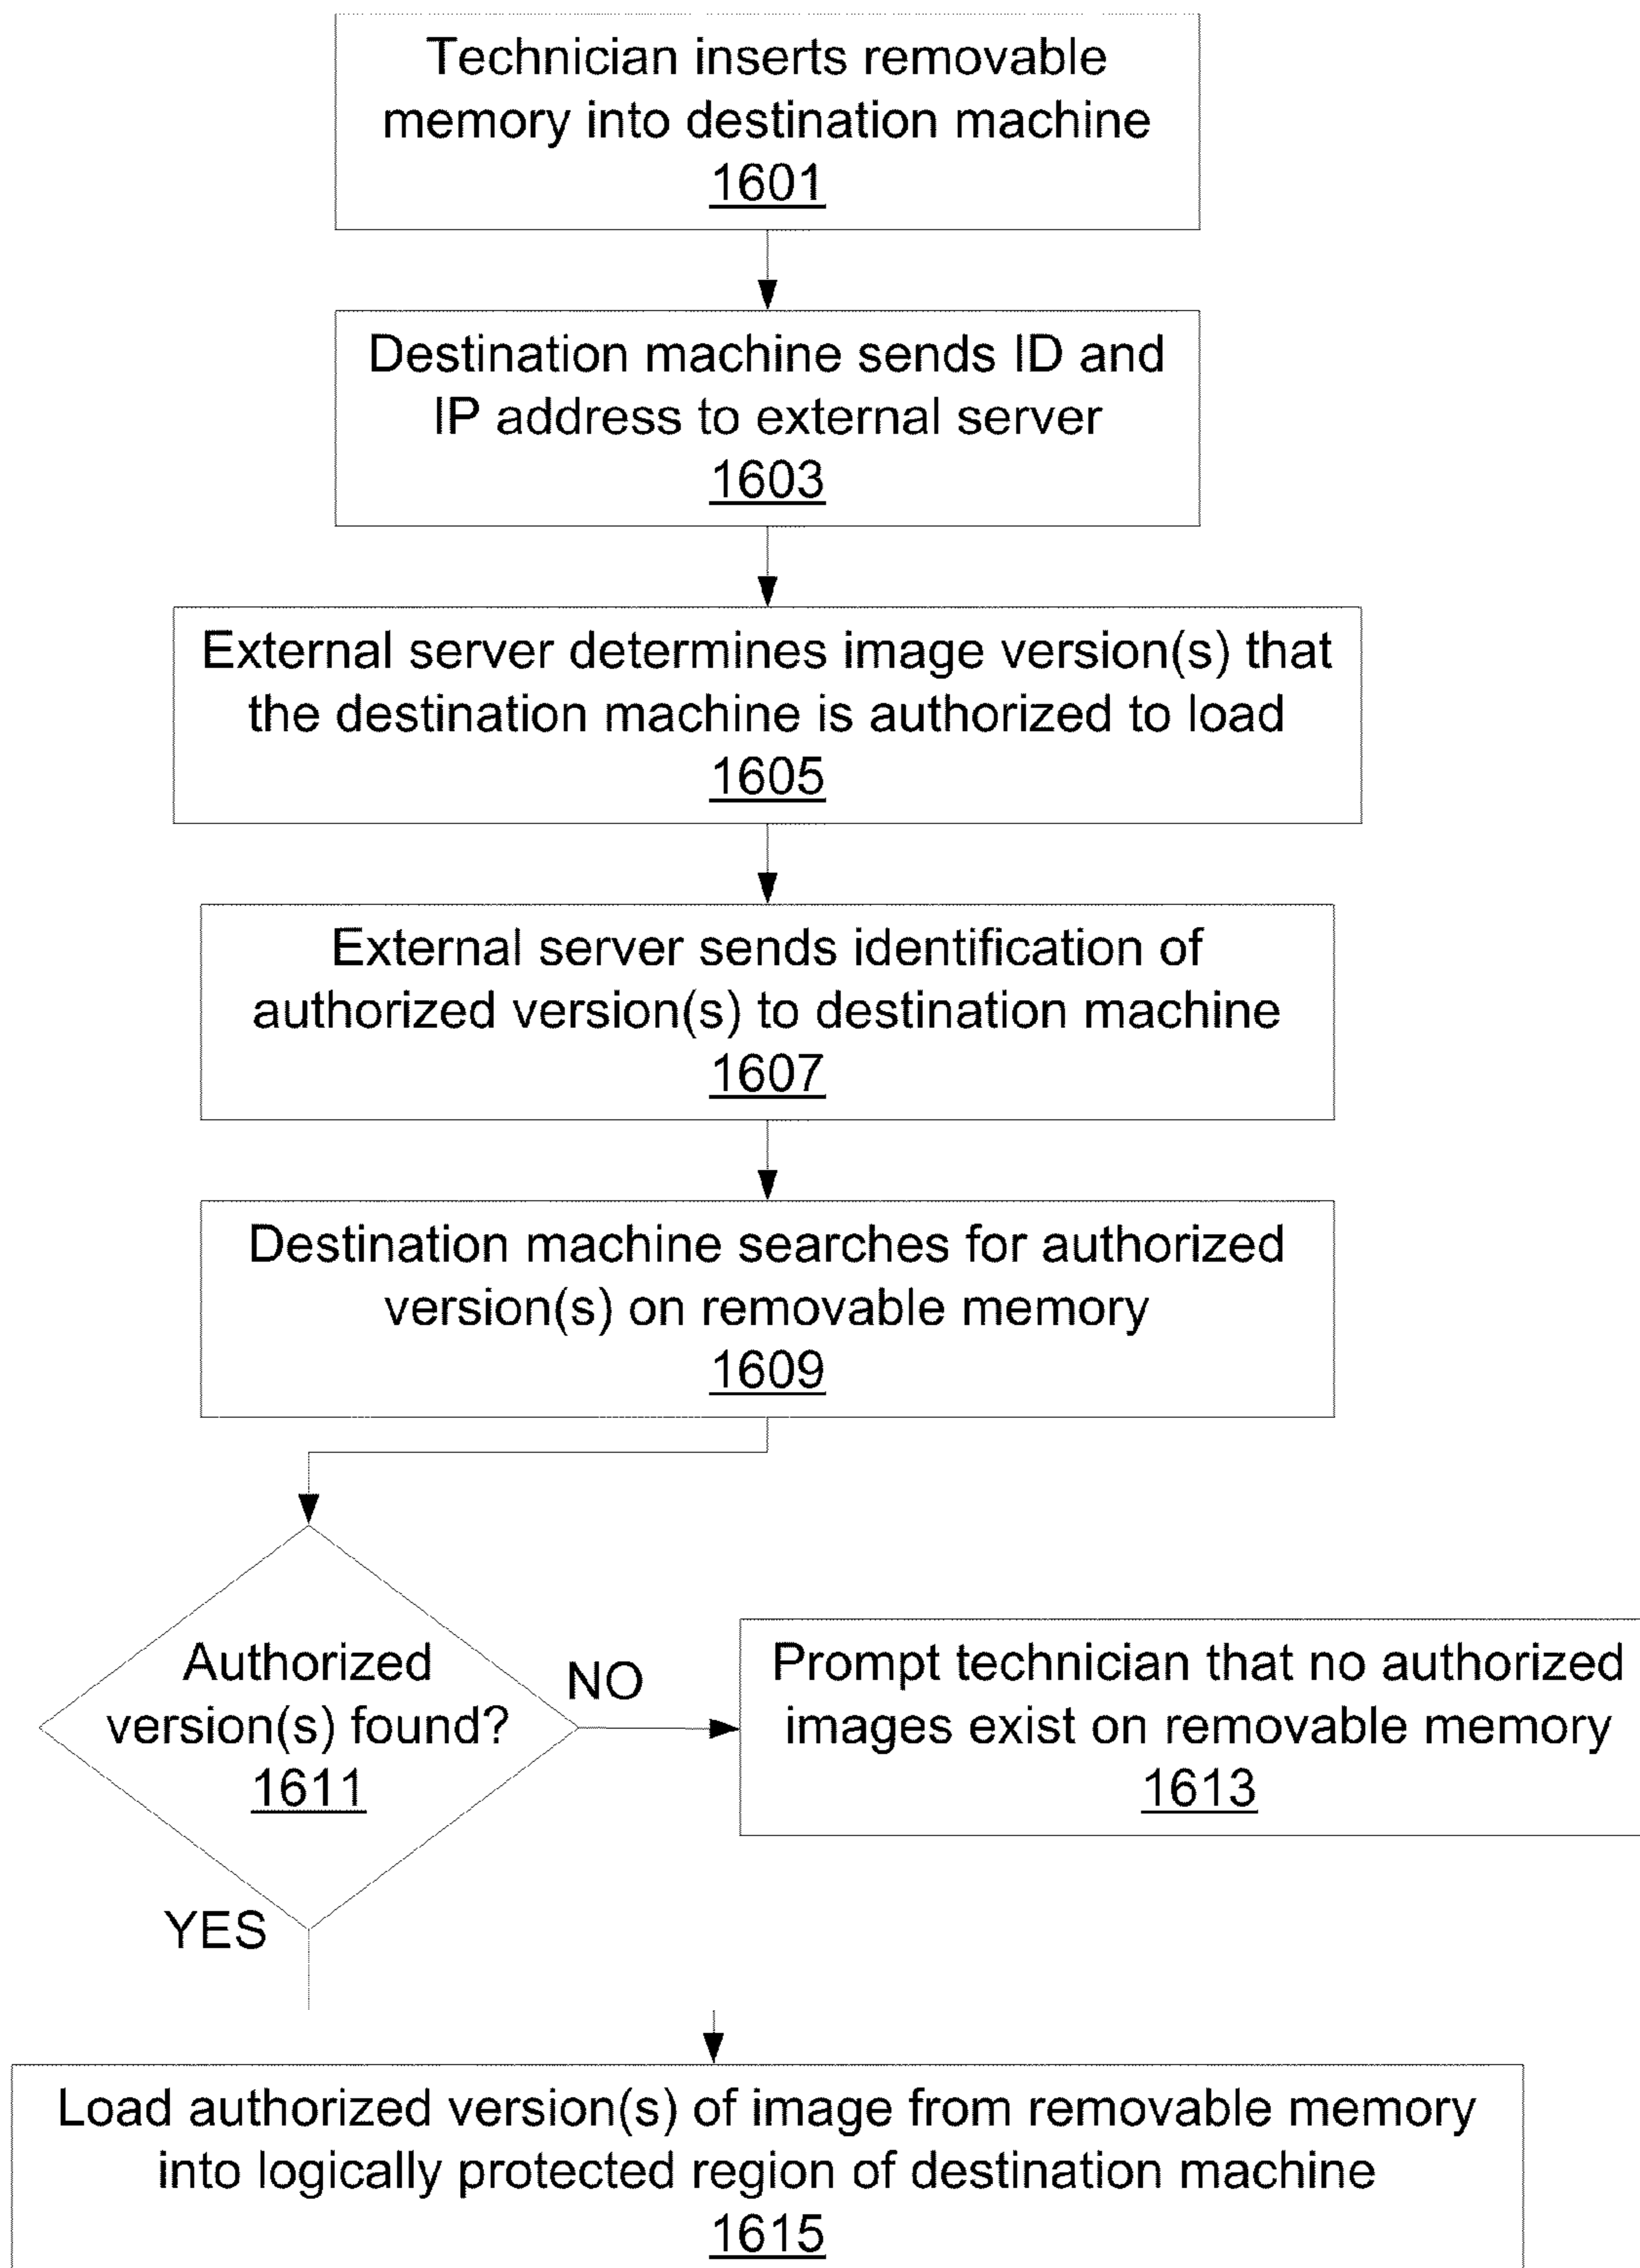 Technician inserts removable
memory into destination machine
1601
Destination machine sends ID and
IP address to external server
1603
External server determines image version(s) that
the destination machine is authorized to load
1605
External server sends identification of
authorized version(s) to destination machine
1607
Destination machine searches for authorized
version(s) on removable memory
1609
Authorized
version(s) found?
1611
NO
Prompt technician that no authorized
images exist on removable memory
1613
YES
Load authorized version(s) of image from removable memory
into logically protected region of destination machine
1615